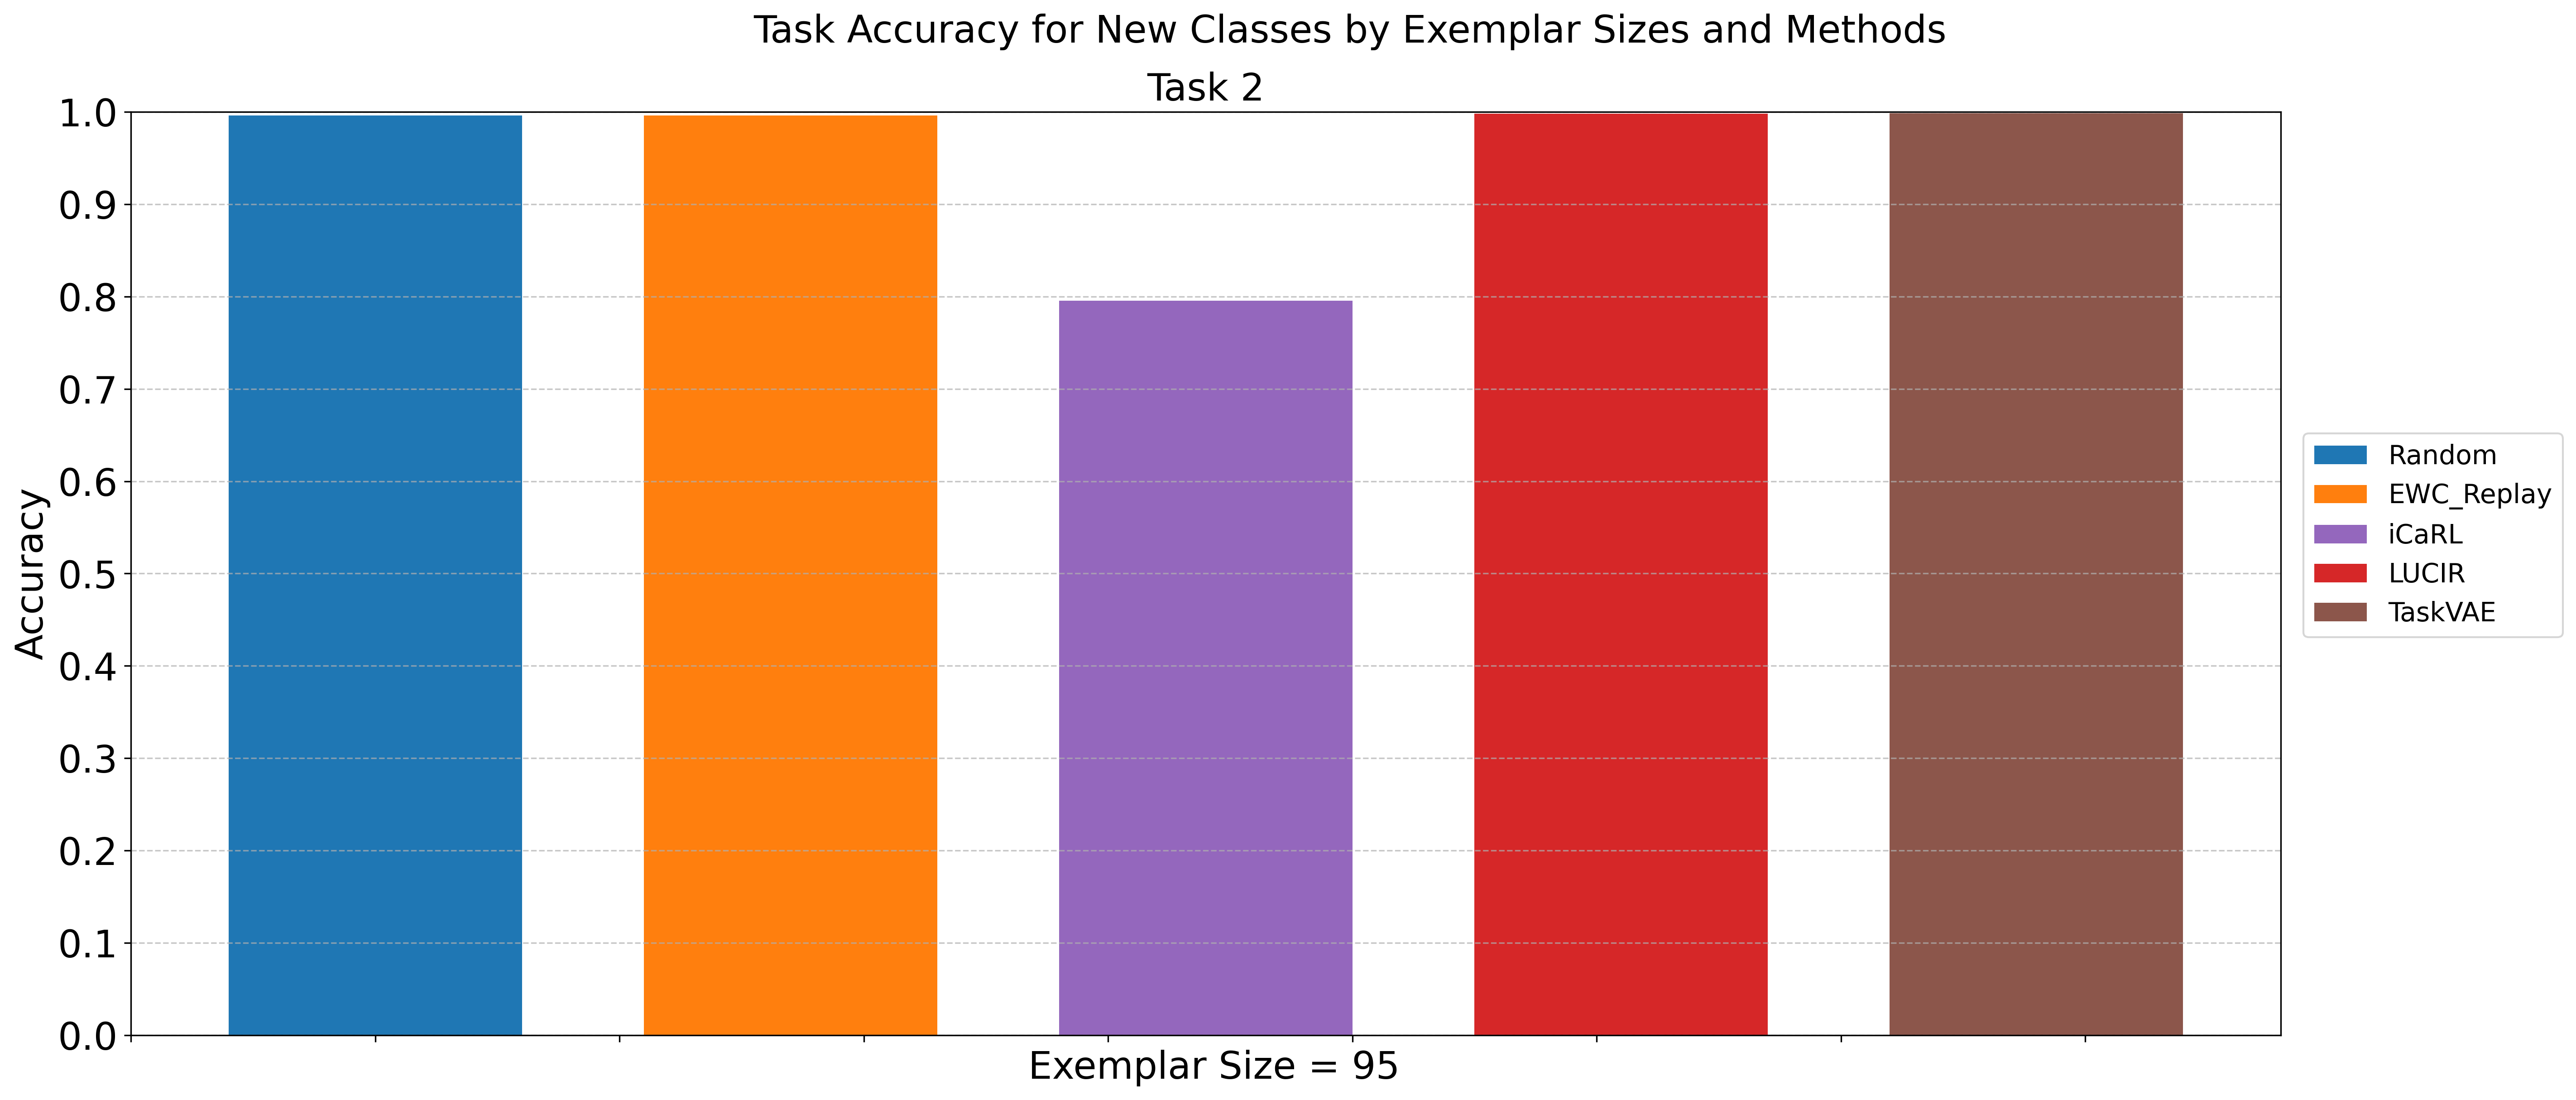 Task Accuracy for New Classes by Exemplar Sizes and Methods
Task 2
1.0
0.9
0.8
0.7
0.6
0.5
0.4
0.3
0.2
0.1
0.0
Accuracy
Exemplar Size = 95
Random
EWC_Replay
iCaRL
LUCIR
TaskVAE